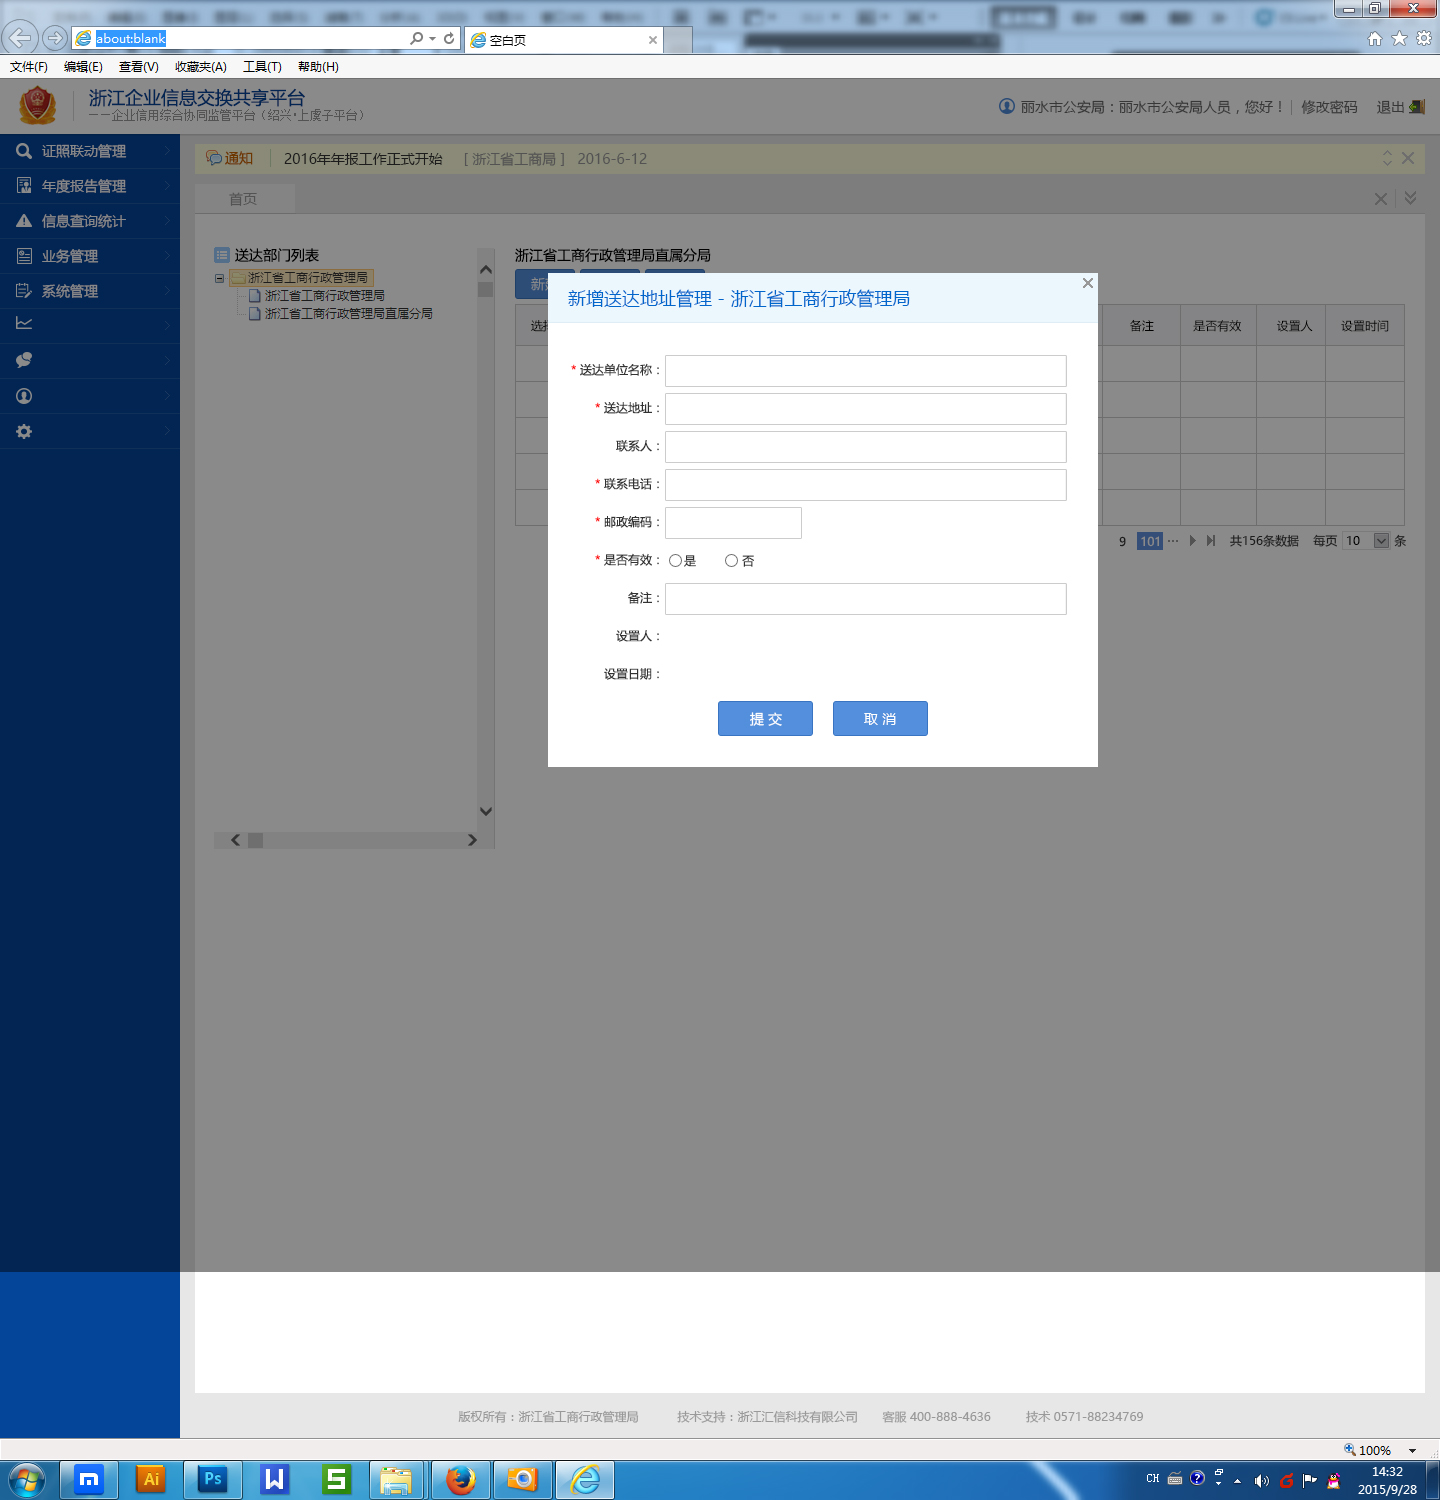 about:blank
空白页
文件(F) 编辑(E) 查看(V) 收藏夹(A) 工具(T) 帮助(H)
浙江企业信息交换共享平台
——企业信用综合协同监管平台（绍兴·上虞子平台）
丽水市公安局：丽水市公安局人员，您好！ 修改密码 退出
证照联动管理
年度报告管理
信息查询统计
业务管理
系统管理
通知 2016年年报工作正式开始 [ 浙江省工商局 ] 2016-6-12
首页
送达部门列表
浙江省工商行政管理局
浙江省工商行政管理局
浙江省工商行政管理局直属分局
浙江省工商行政管理局直属分局
备注 是否有效 设置人 设置时间
9 101 ··· 共156条数据 每页 10 条
新增送达地址管理 - 浙江省工商行政管理局
* 送达单位名称：
* 送达地址：
联系人：
* 联系电话：
* 邮政编码：
* 是否有效： 是 否
备注：
设置人：
设置日期：
提 交 取 消
版权所有：浙江省工商行政管理局 技术支持：浙江汇信科技有限公司 客服 400-888-4636 技术 0571-88234769
100%
m Ai Ps W S
CH
14:32
2015/9/28